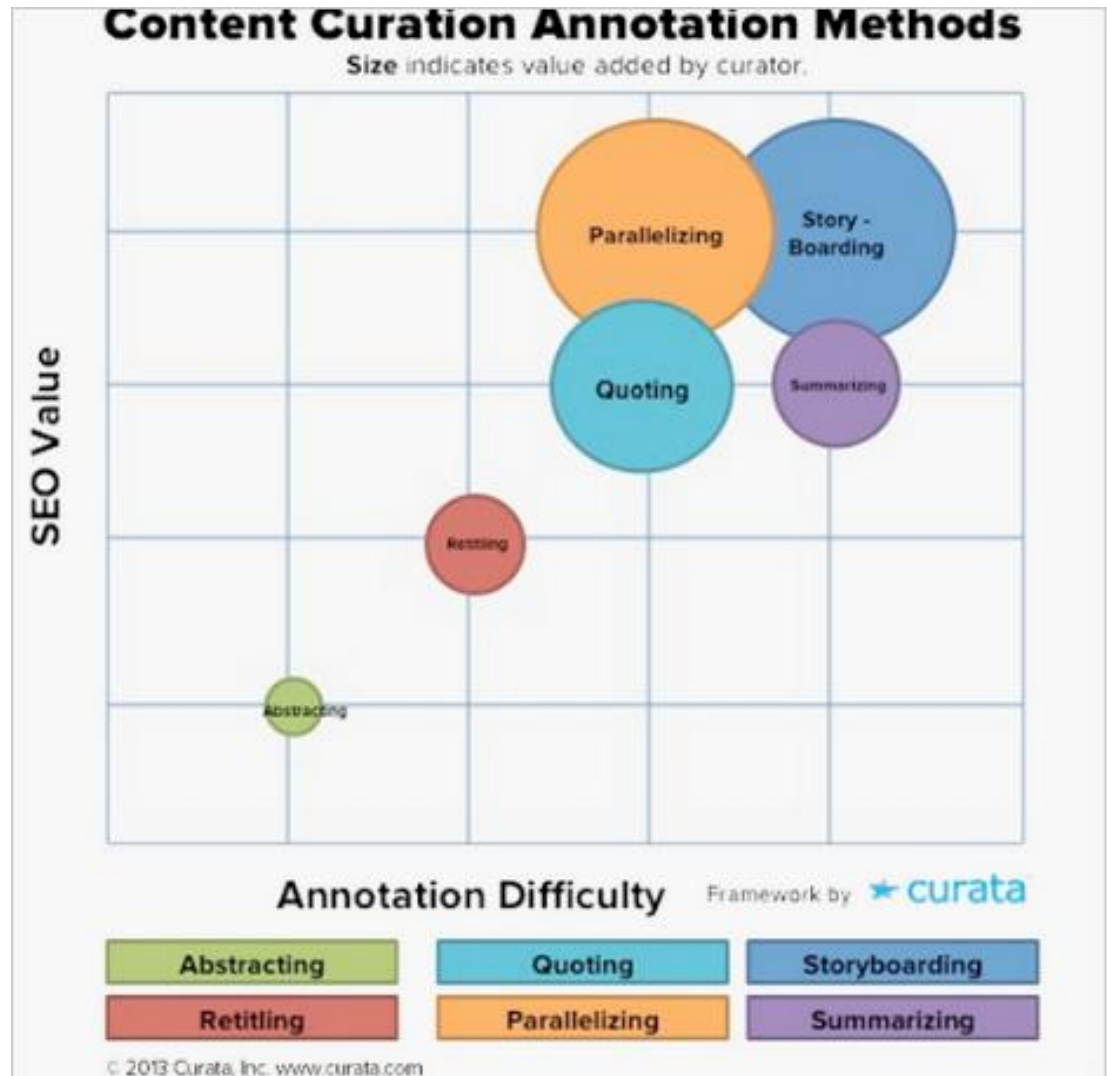 Content Curation Annotation Methods
Size indicates value added by curator.
SEO Value
Parallelizing
Story -
Boarding
Quoting
Summarizing
Retitling
Abstracting
Annotation Difficulty
Framework by
curata
Abstracting
Quoting
Storyboarding
Retitling
Parallelizing
Summarizing
© 2013 Curata, Inc. www.curata.com